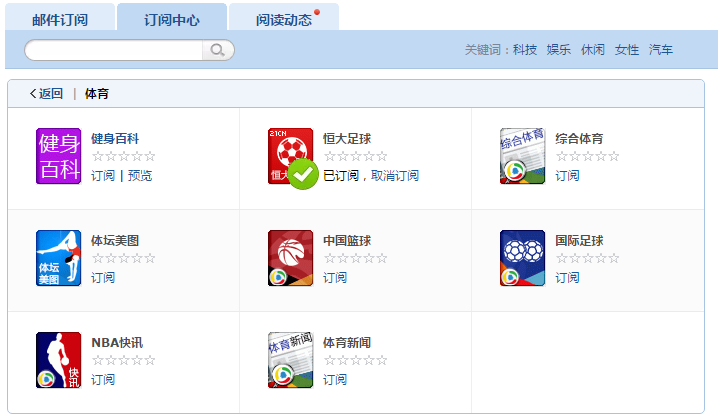 邮件订阅 订阅中心 阅读动态
关键词：科技 娱乐 休闲 女性 汽车
返回 | 体育
健身百科
健身百科
订阅 | 预览
21CN
恒大
恒大足球
已订阅，取消订阅
综合体育
综合体育
订阅
体坛美图
体坛美图
订阅
中国篮球
订阅
国际足球
订阅
快讯
NBA快讯
订阅
体育新闻
体育新闻
订阅